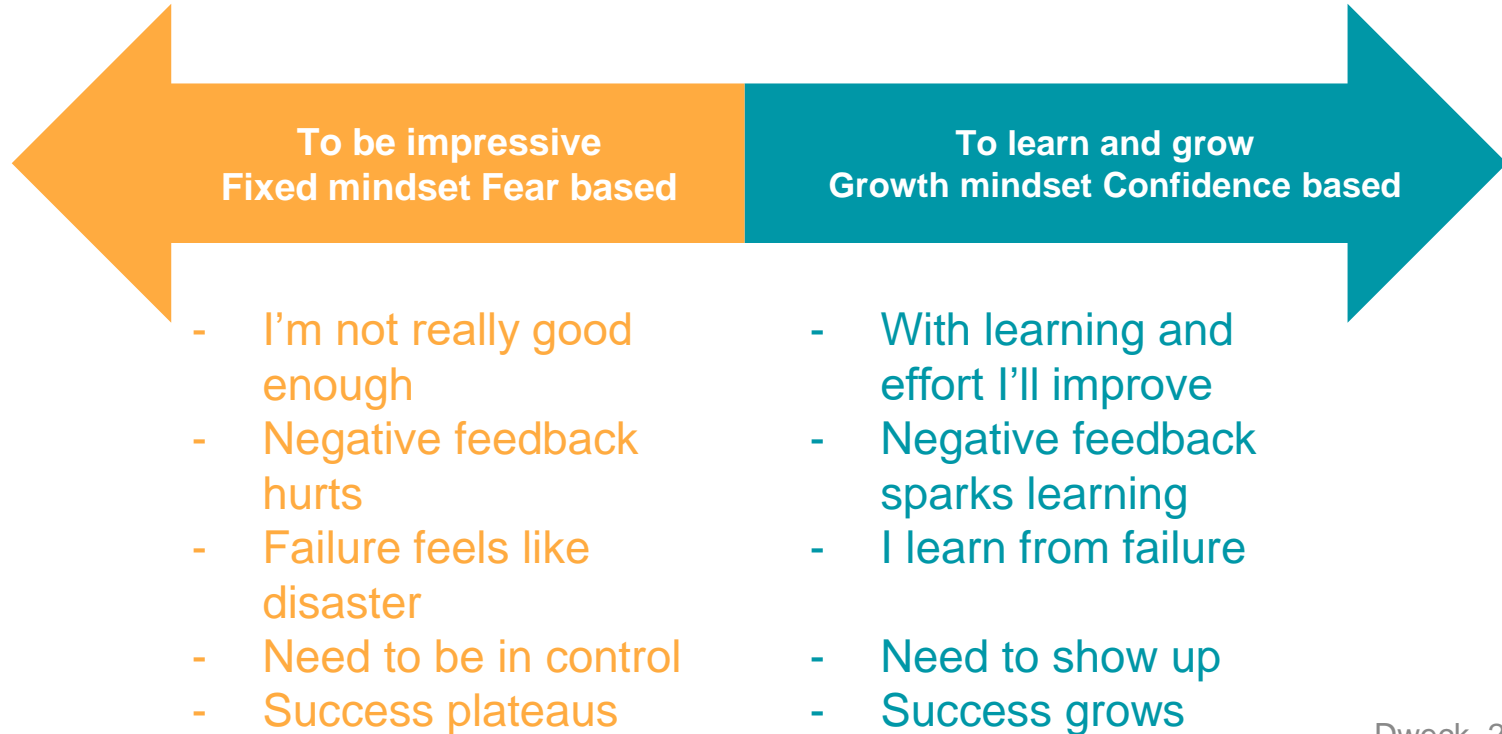 To be impressive
Fixed mindset Fear based
To learn and grow
Growth mindset Confidence based
- I’m not really good
enough
- Negative feedback
hurts
- Failure feels like
disaster
- Need to be in control
- Success plateaus
- With learning and
effort I’ll improve
- Negative feedback
sparks learning
- I learn from failure
- Need to show up
- Success grows